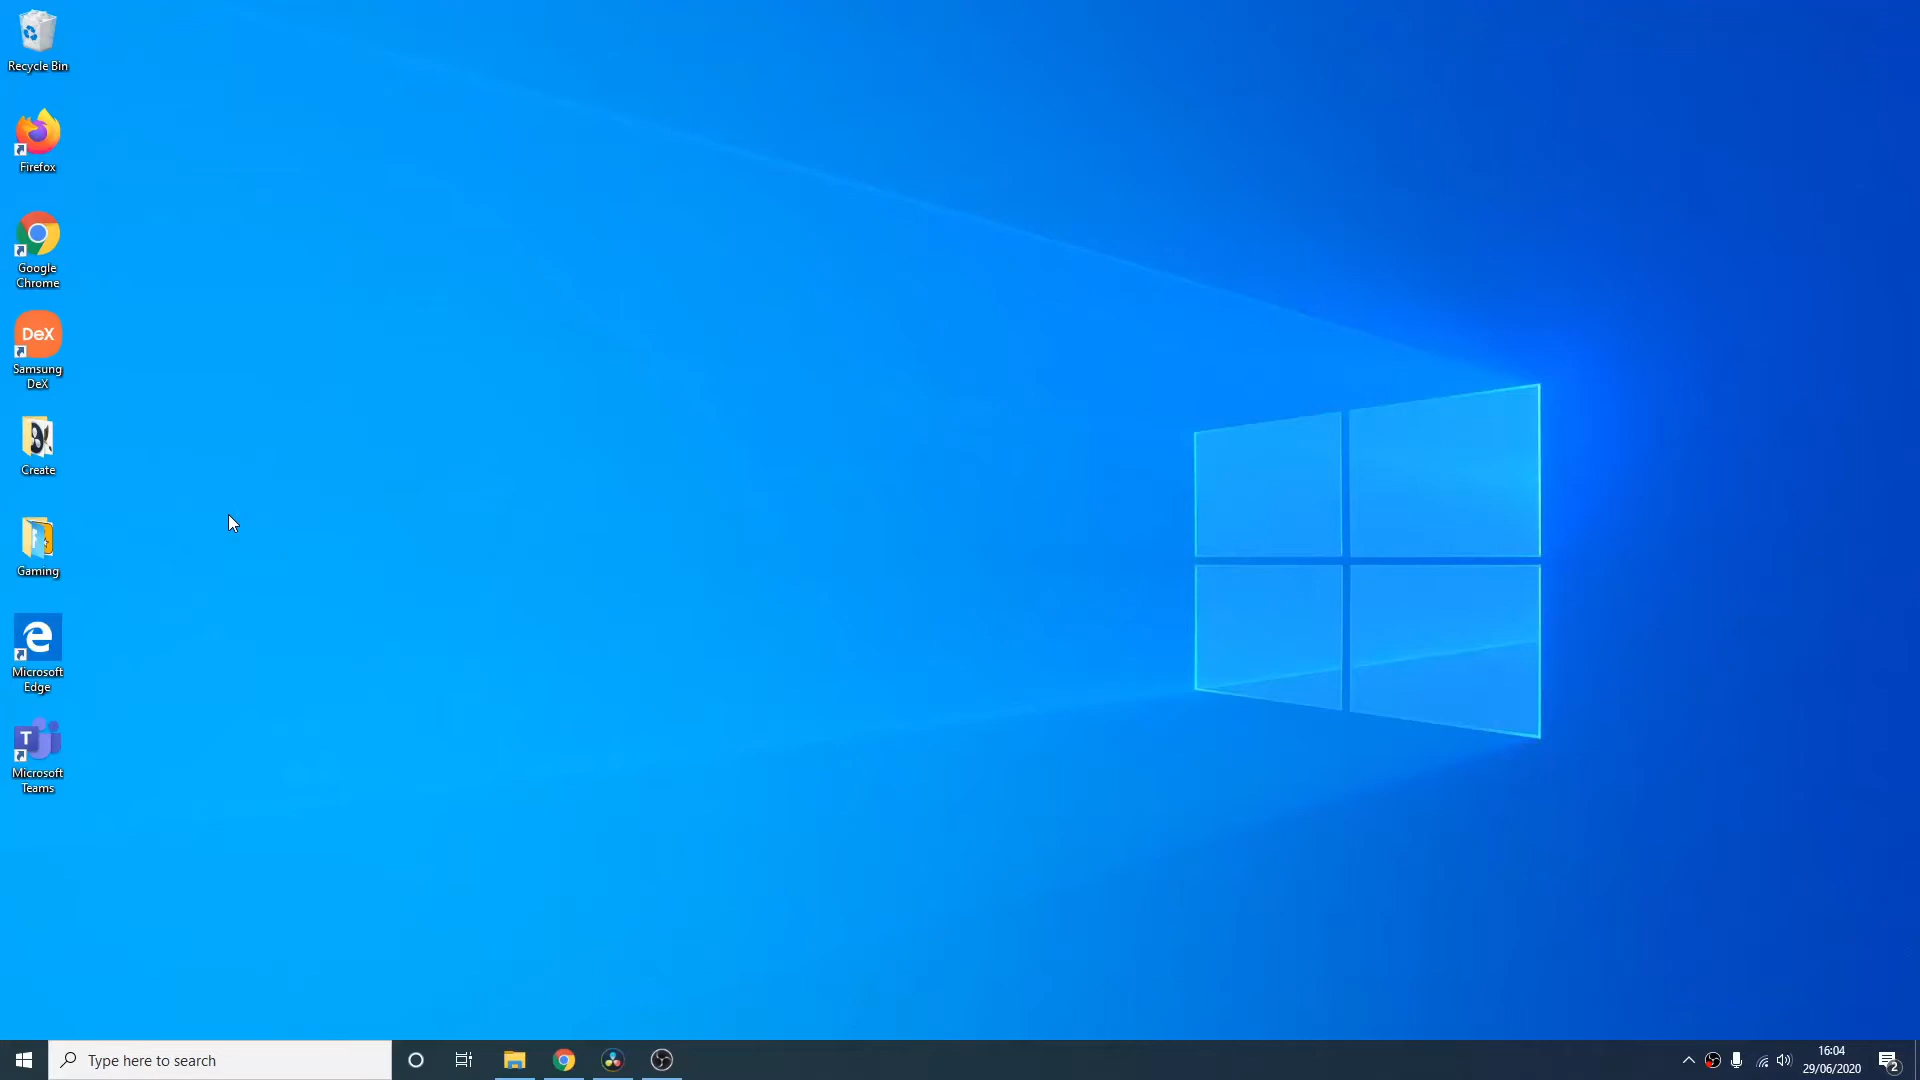 Recycle Bin
Firefox
Google
Chrome
DeX
Samsung
DeX
Create
Gaming
Microsoft
Edge
T
Microsoft
Teams
Type here to search
16:04
29/06/2020
2